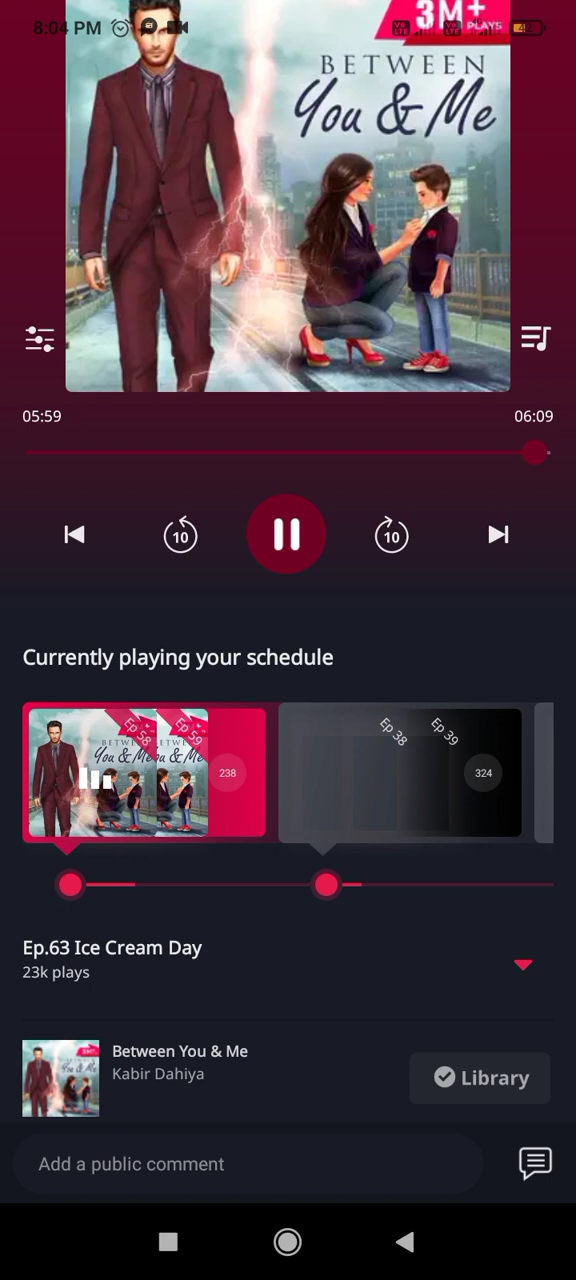 8:04 PM
3M+
PLAYS
BETWEEN
You & Me
05:59
06:09
10
10
Currently playing your schedule
Ep 58
Ep 59
238
Ep 38
Ep 39
324
Ep.63 Ice Cream Day
23k plays
Between You & Me
Kabir Dahiya
Library
Add a public comment